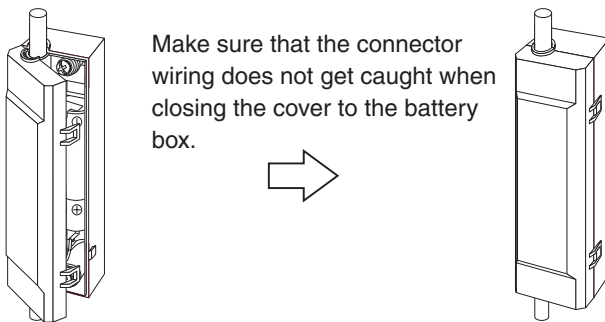 Make sure that the connector
wiring does not get caught when
closing the cover to the battery
box.